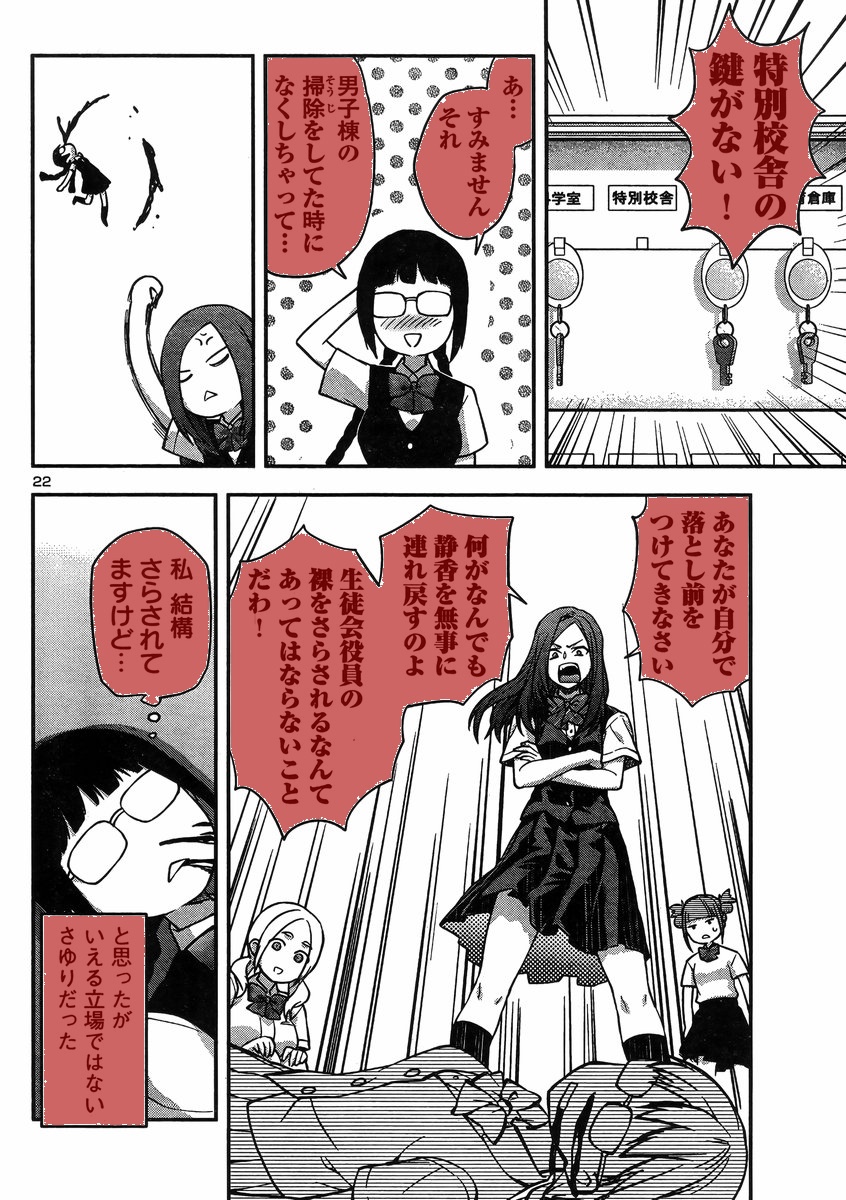 特別校舎の
鍵がない！
学室
特別校舎
育倉庫
あ…
すみません
それ
男子棟の
掃除をしてた時に
そうじ
なくしちゃって…
22
あなたが自分で
落とし前を
つけてきなさい
何がなんでも
静香を無事に
連れ戻すのよ
生徒会役員の
裸をさらされるなんて
あってはならないこと
だわ！
私 結構
さらされて
ますけど…
と思ったが
いえる立場ではない
さゆりだった